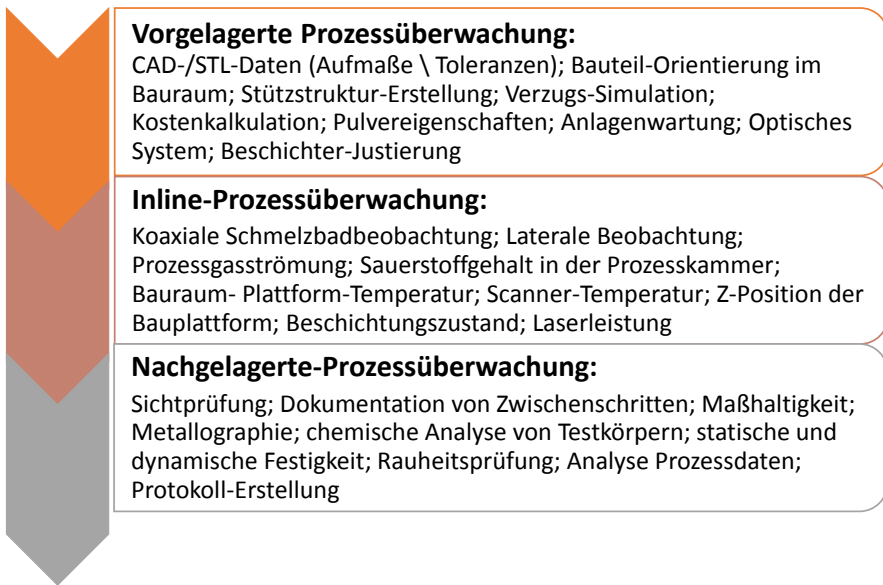 Vorgelagerte Prozessüberwachung:
CAD-/STL-Daten (Aufmaße \ Toleranzen); Bauteil-Orientierung im
Bauraum; Stützstruktur-Erstellung; Verzugs-Simulation;
Kostenkalkulation; Pulvereigenschaften; Anlagenwartung; Optisches
System; Beschichter-Justierung
Inline-Prozessüberwachung:
Koaxiale Schmelzbadbeobachtung; Laterale Beobachtung;
Prozessgasströmung; Sauerstoffgehalt in der Prozesskammer;
Bauraum- Plattform-Temperatur; Scanner-Temperatur; Z-Position der
Bauplattform; Beschichtungszustand; Laserleistung
Nachgelagerte-Prozessüberwachung:
Sichtprüfung; Dokumentation von Zwischenschritten; Maßhaltigkeit;
Metallographie; chemische Analyse von Testkörpern; statische und
dynamische Festigkeit; Rauheitsprüfung; Analyse Prozessdaten;
Protokoll-Erstellung